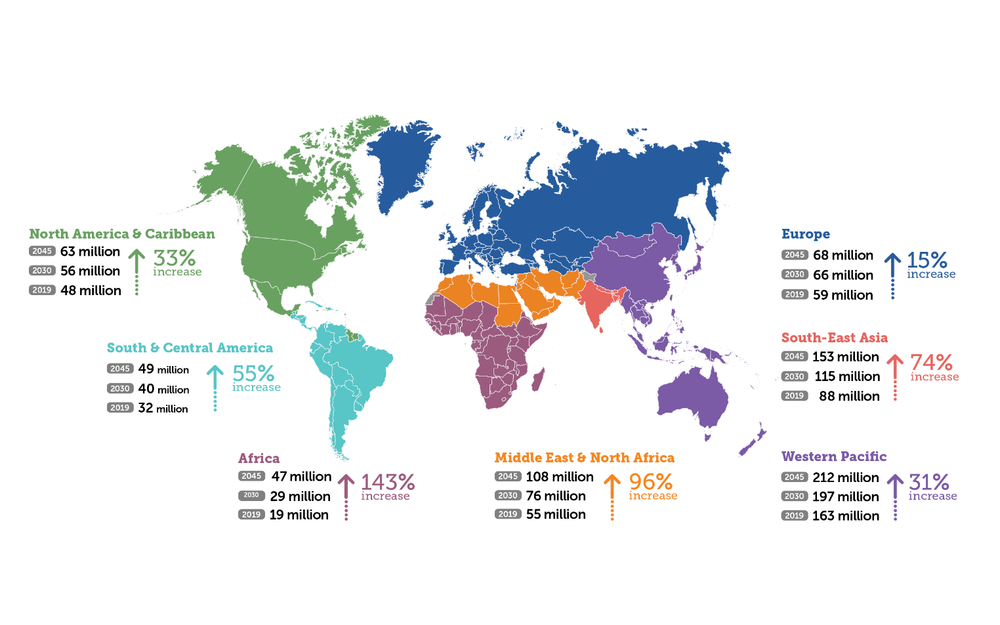 North America & Caribbean
2045 63 million
33%
increase
2030 56 million
2019 48 million
Europe
2045 68 million
15%
increase
2030 66 million
2019 59 million
South & Central America
2045 49 million
55%
increase
2030 40 million
2019 32 million
South-East Asia
2045 153 million
74%
increase
2030 115 million
2019 88 million
Africa
2045 47 million
143%
increase
2030 29 million
2019 19 million
Middle East & North Africa
2045 108 million
96%
increase
2030 76 million
2019 55 million
Western Pacific
2045 212 million
31%
increase
2030 197 million
2019 163 million